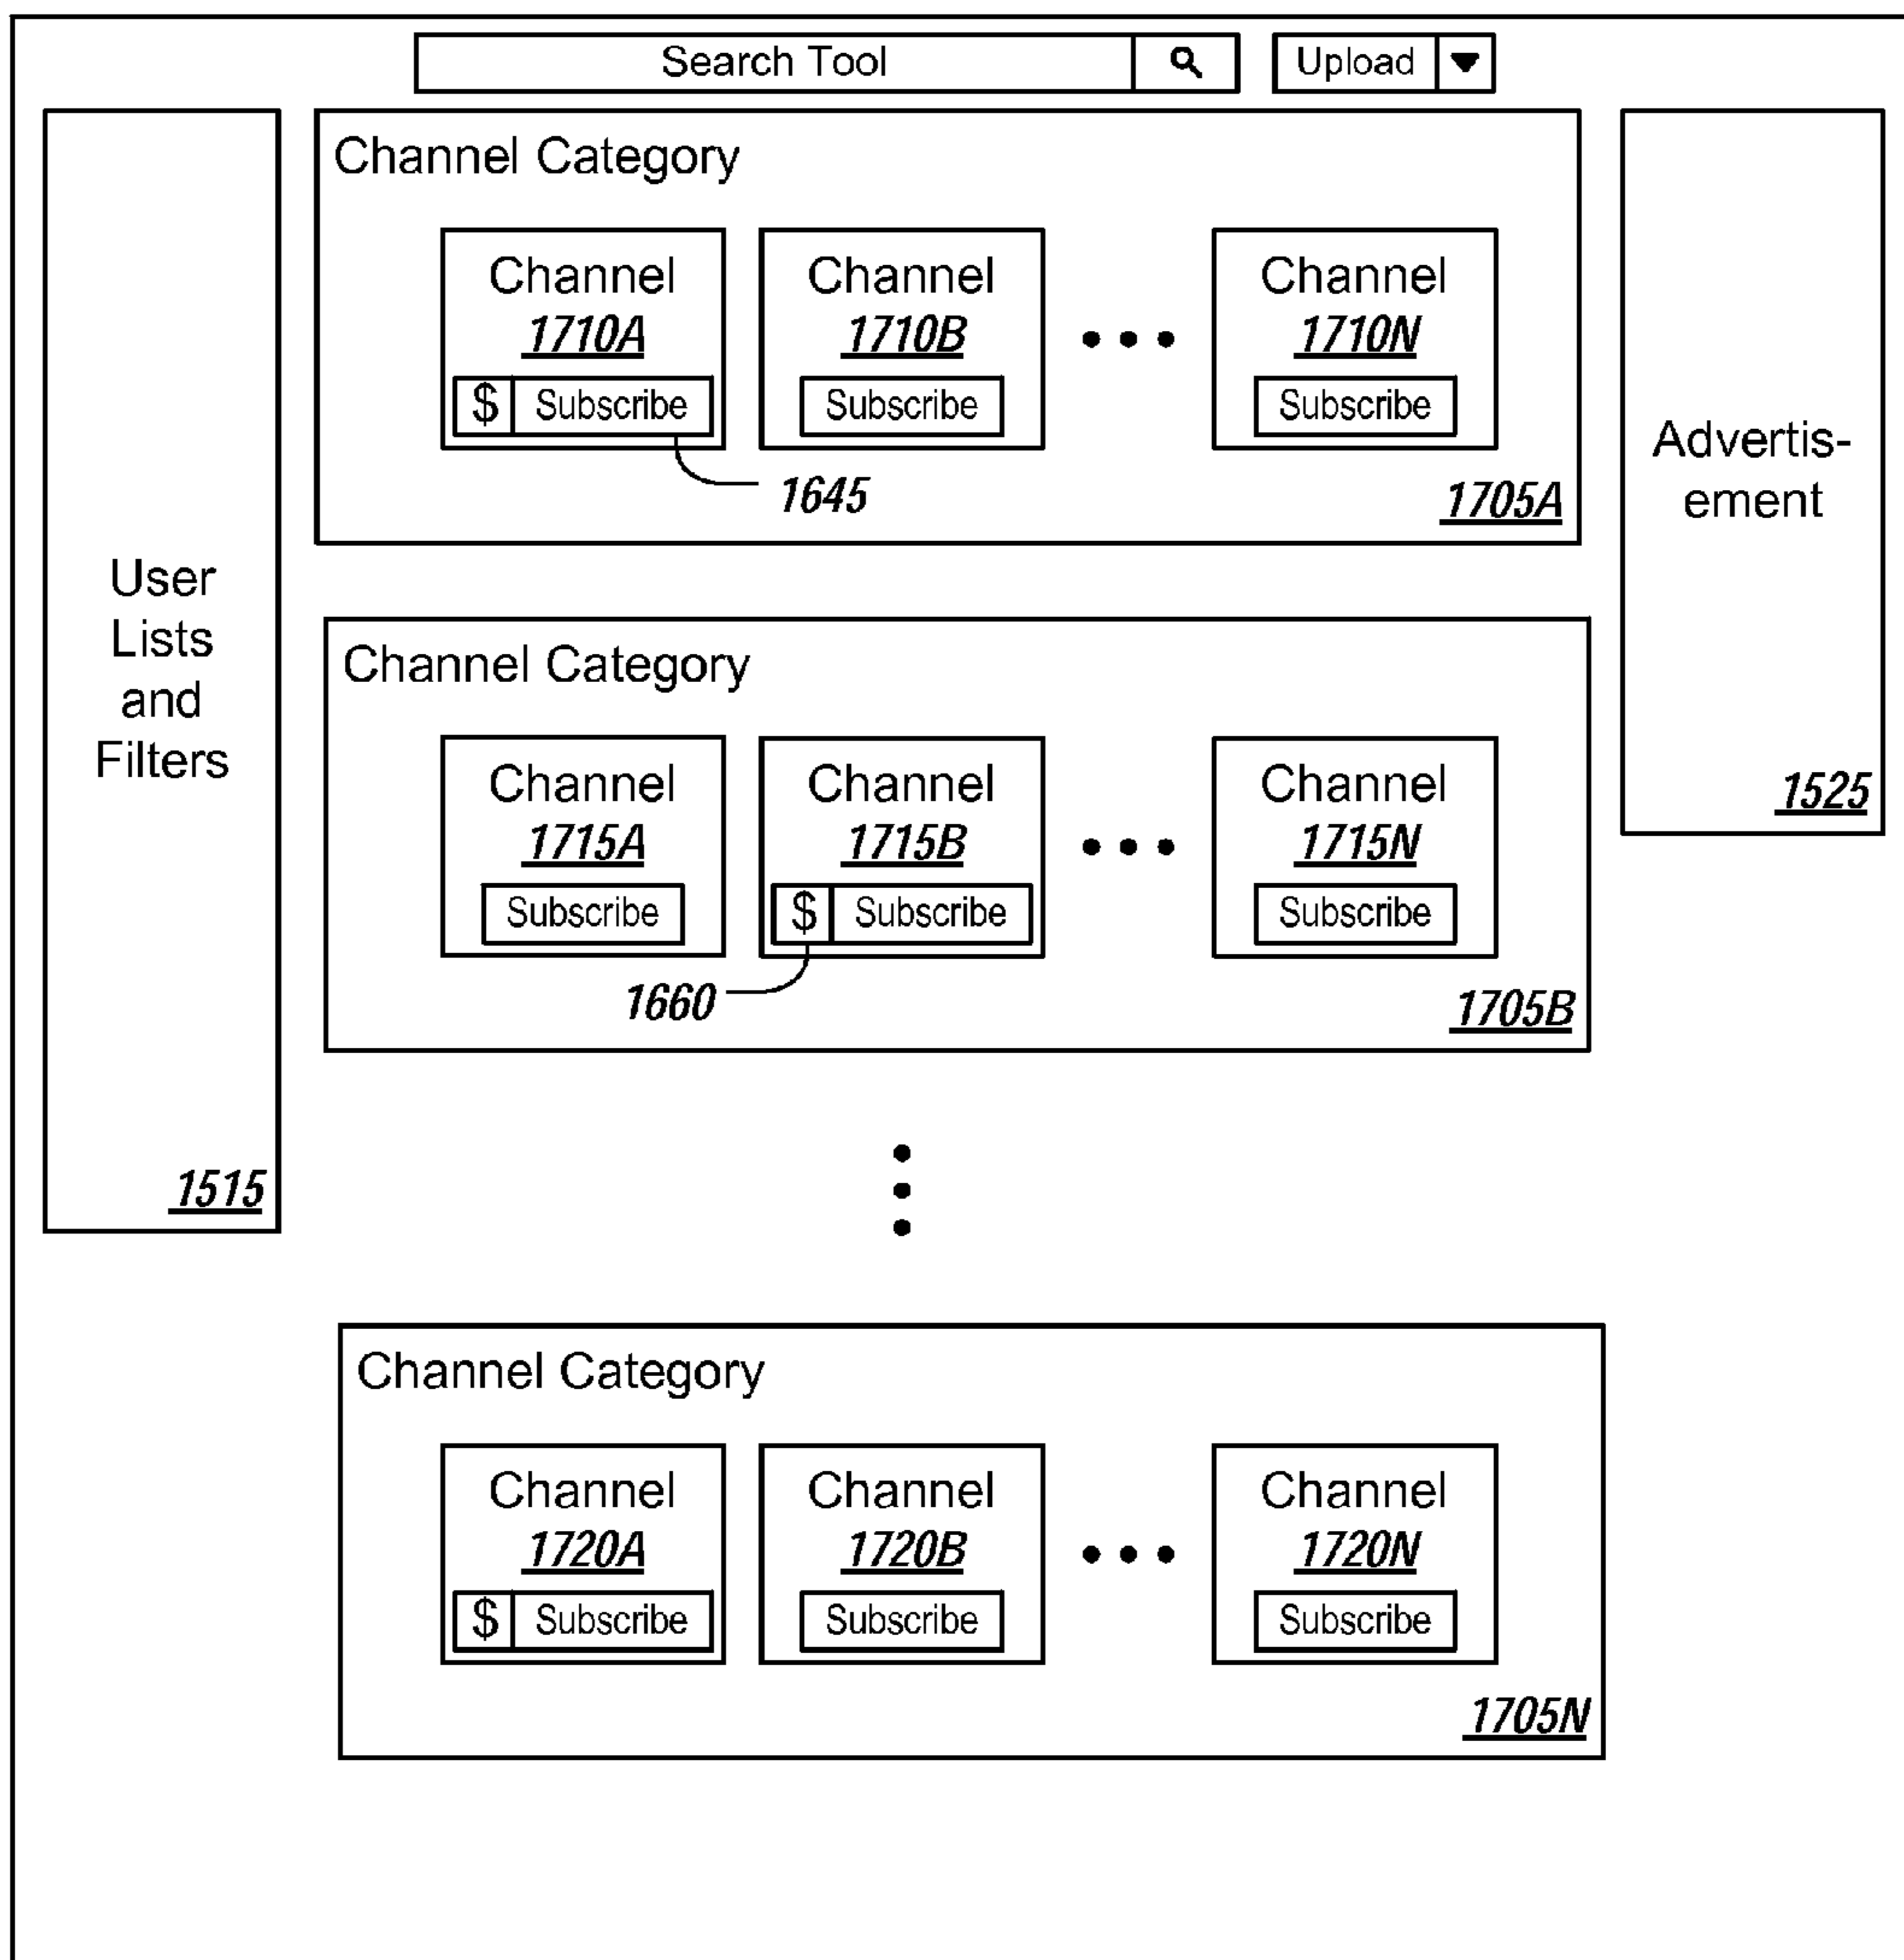 Search Tool
Upload
User
Lists
and
Filters
1515
Channel Category
Channel
1710A
$ Subscribe
Channel
1710B
Subscribe
Channel
1710N
Subscribe
1645
1705A
Advertis-
ement
1525
Channel Category
Channel
1715A
Subscribe
Channel
1715B
$ Subscribe
Channel
1715N
Subscribe
1660
1705B
Channel Category
Channel
1720A
$ Subscribe
Channel
1720B
Subscribe
Channel
1720N
Subscribe
1705N